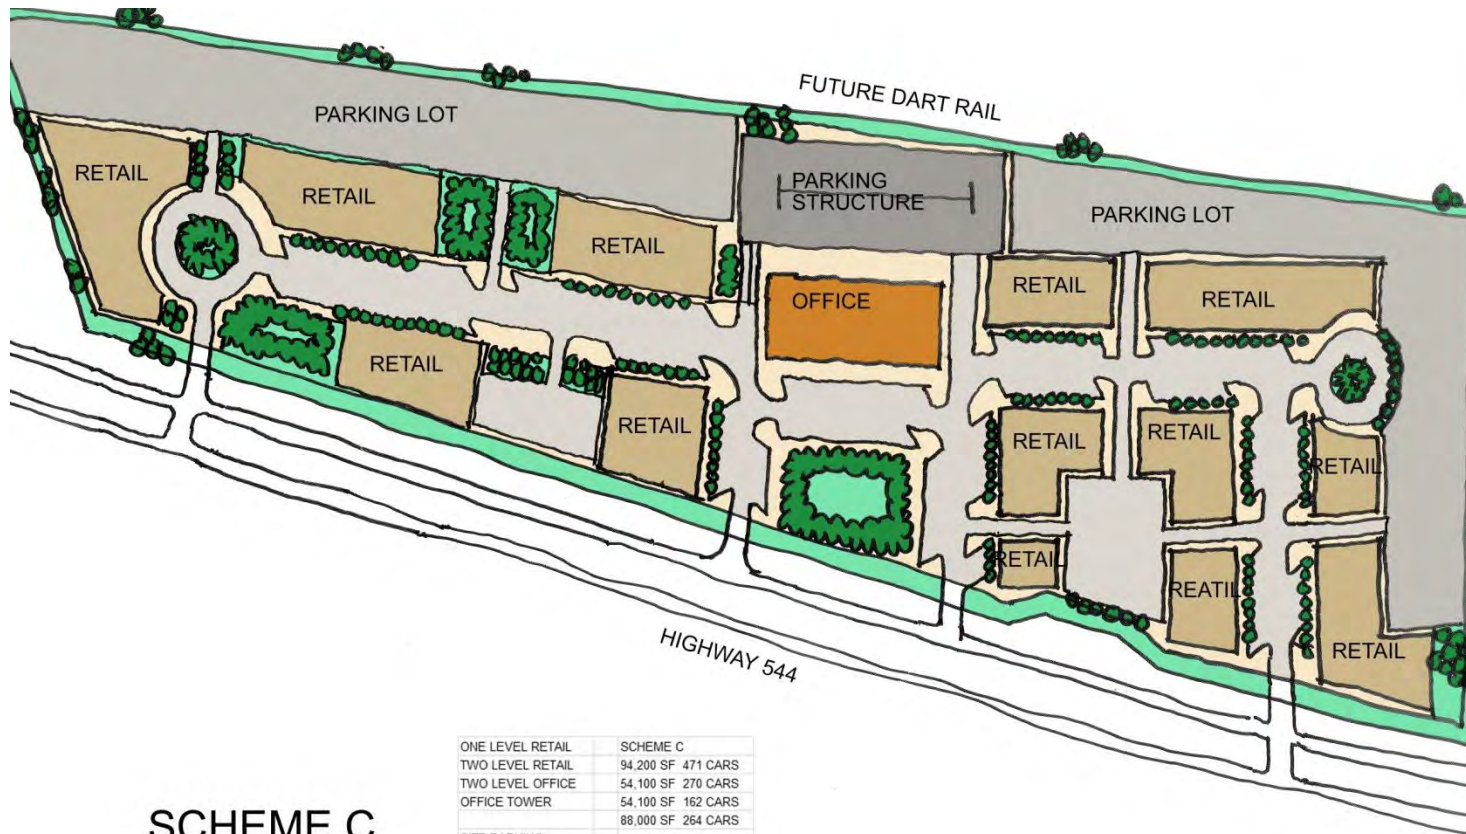 FUTURE DART RAIL
PARKING LOT
RETAIL
RETAIL
RETAIL
PARKING
STRUCTURE
PARKING LOT
OFFICE
RETAIL
RETAIL
RETAIL
RETAIL
RETAIL
RETAIL
RETAIL
RETAIL
REATIL
RETAIL
RETAIL
HIGHWAY 544
ONE LEVEL RETAIL SCHEME C
TWO LEVEL RETAIL 94,200 SF 471 CARS
TWO LEVEL OFFICE 54,100 SF 270 CARS
OFFICE TOWER 54,100 SF 162 CARS
88,000 SF 264 CARS
SCHEME C